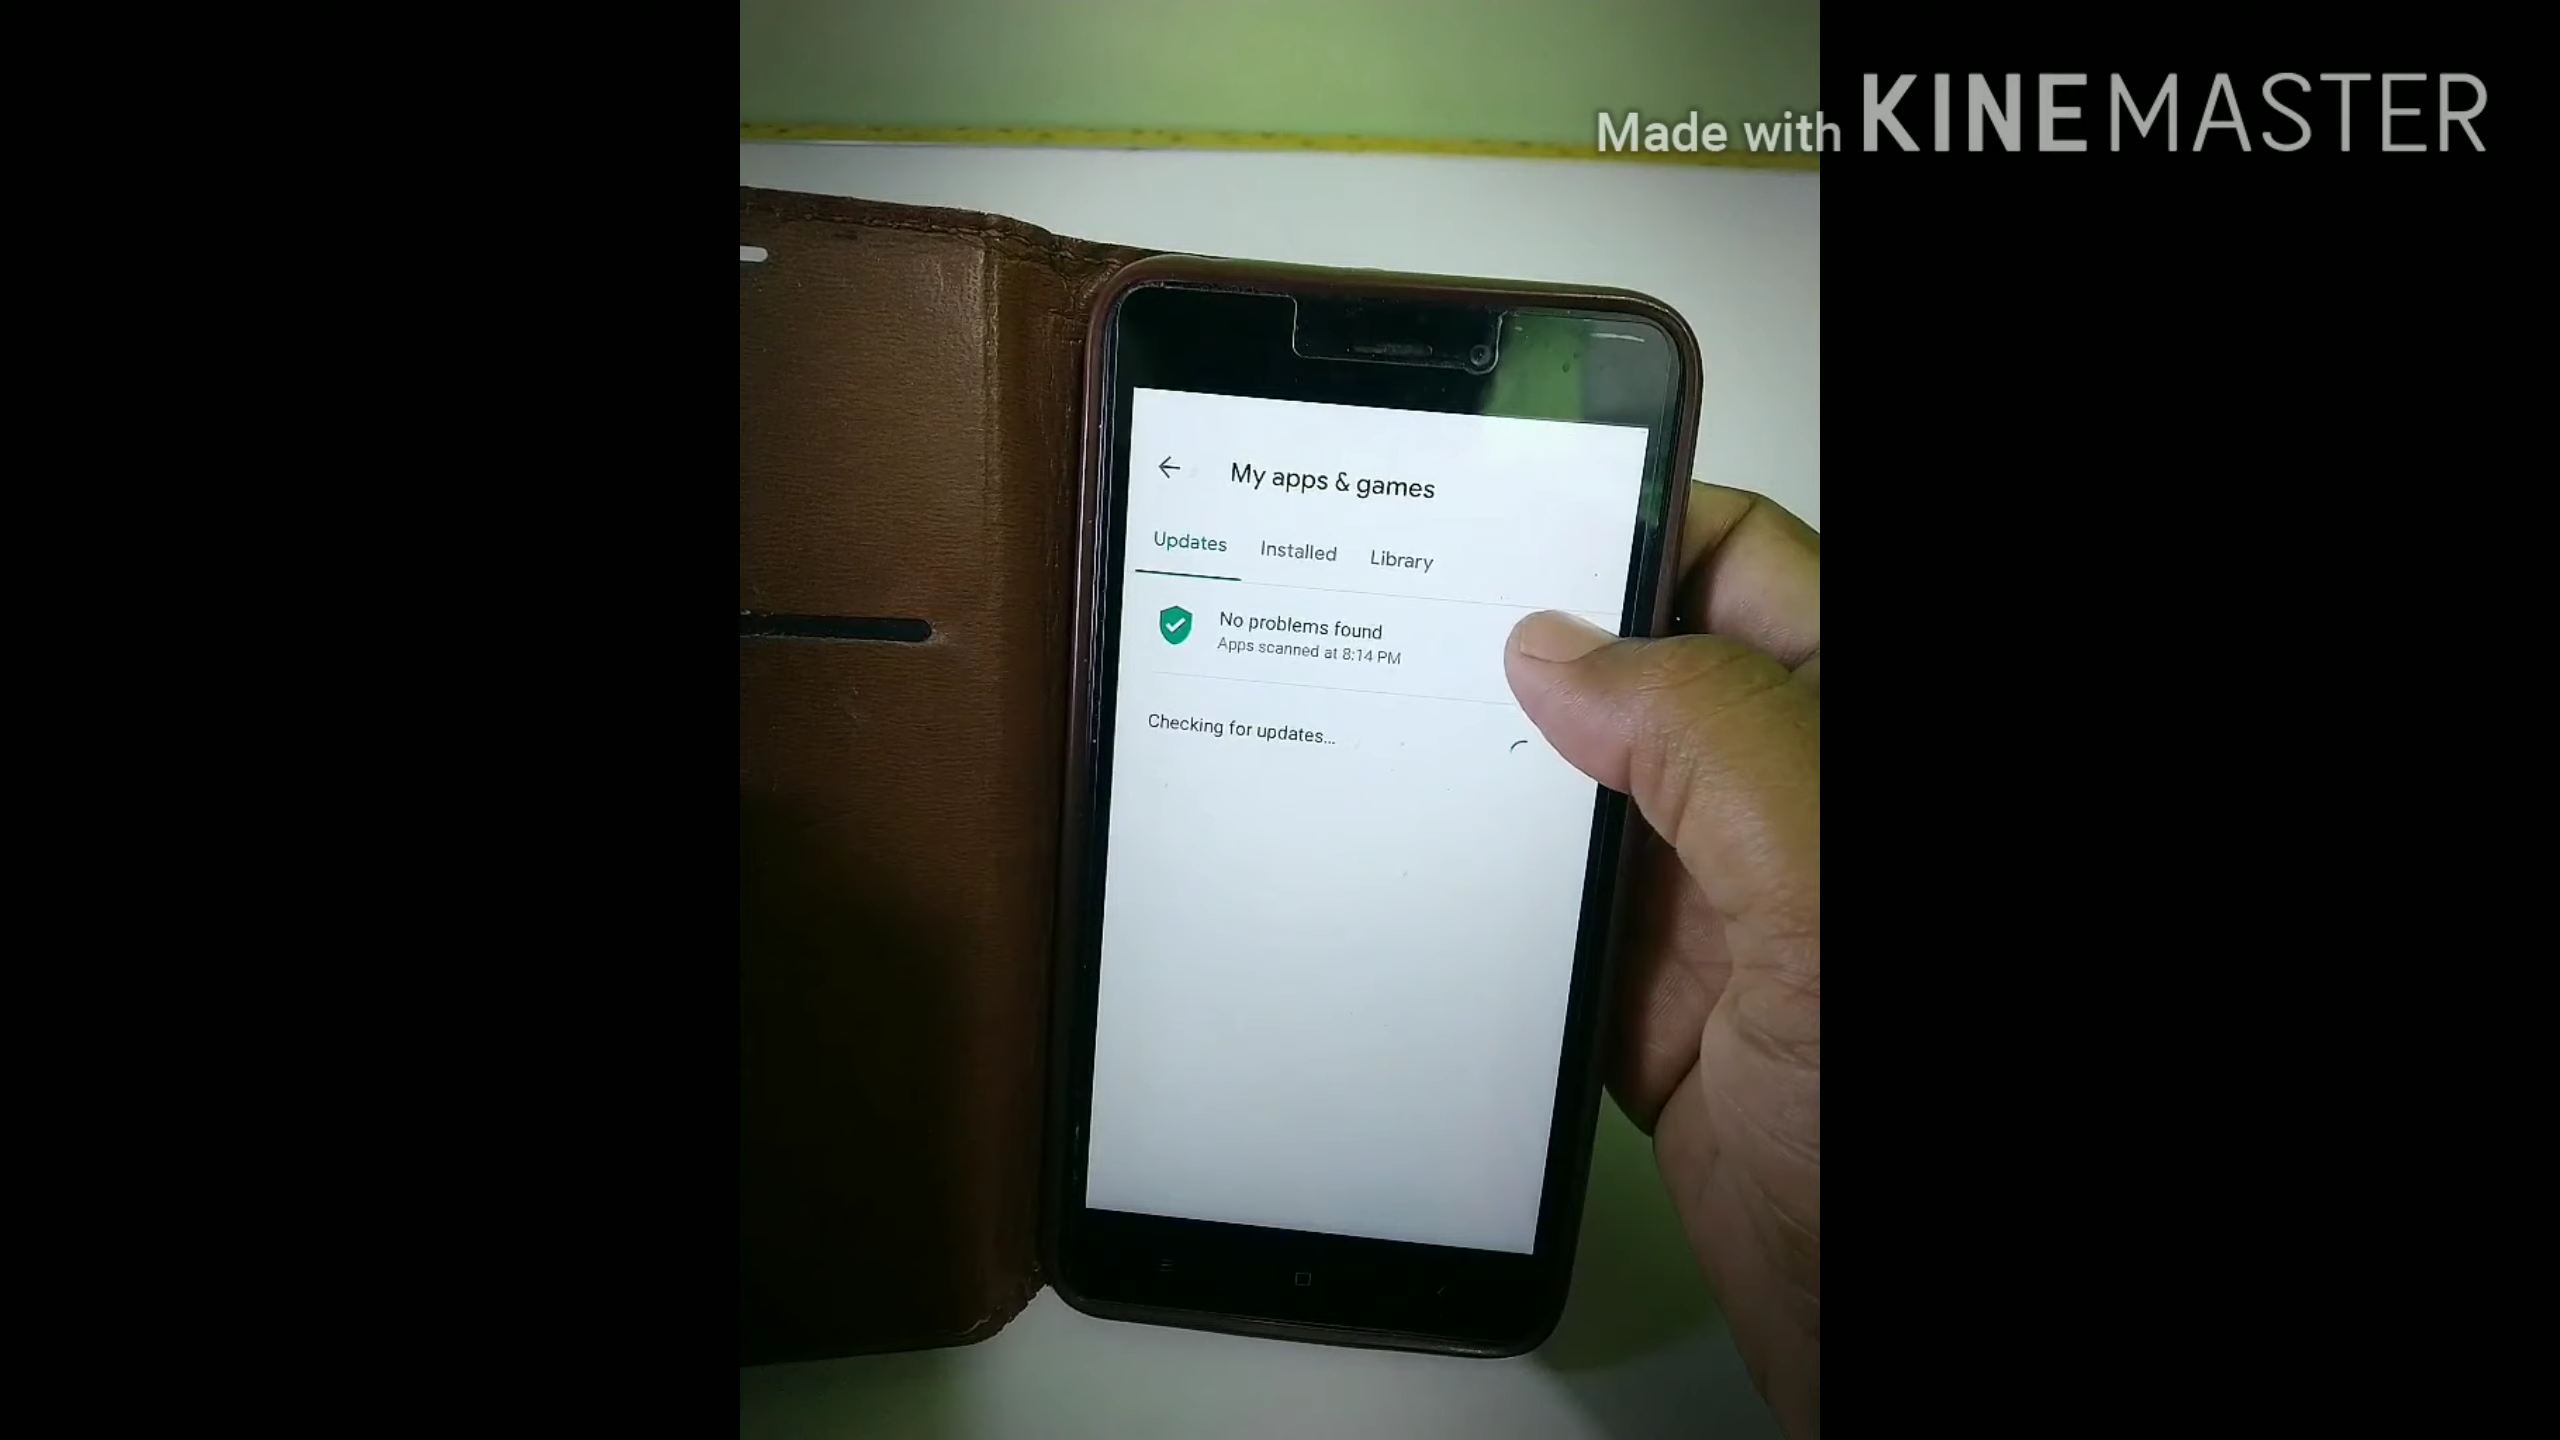 Made with KINEMASTER
My apps & games
Updates Installed Library
No problems found
Apps scanned at 8:14 PM
Checking for updates...